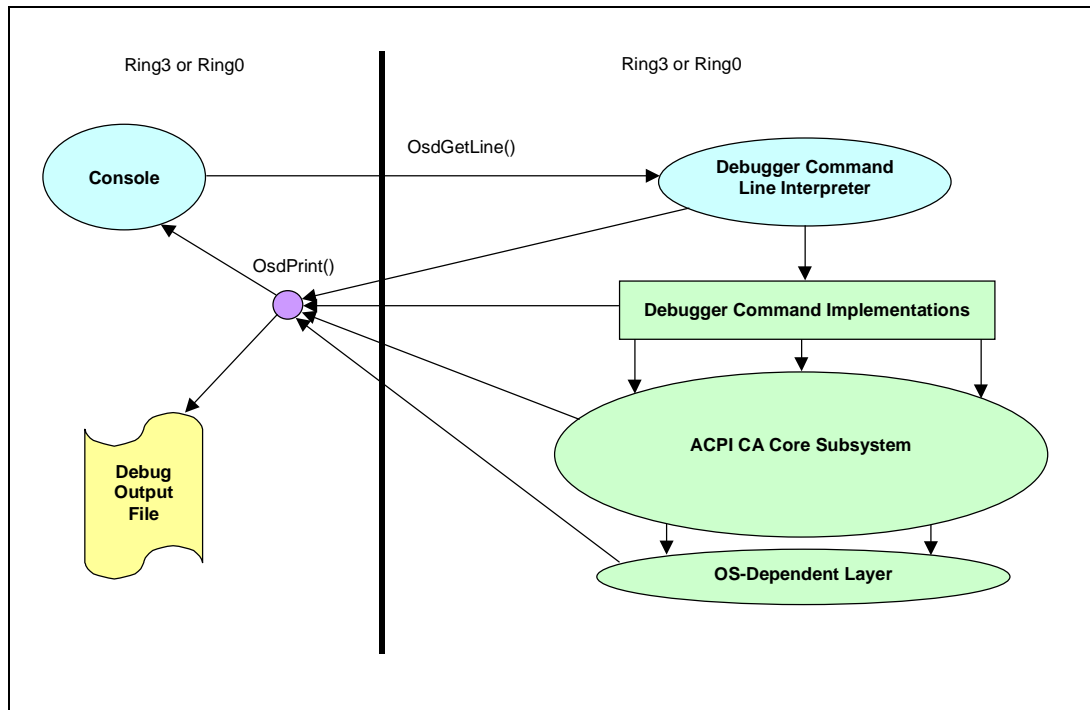 Ring3 or Ring0
Ring3 or Ring0
OsdGetLine()
Console
Debugger Command
Line Interpreter
OsdPrint()
Debugger Command Implementations
ACPI CA Core Subsystem
Debug
Output
File
OS-Dependent Layer